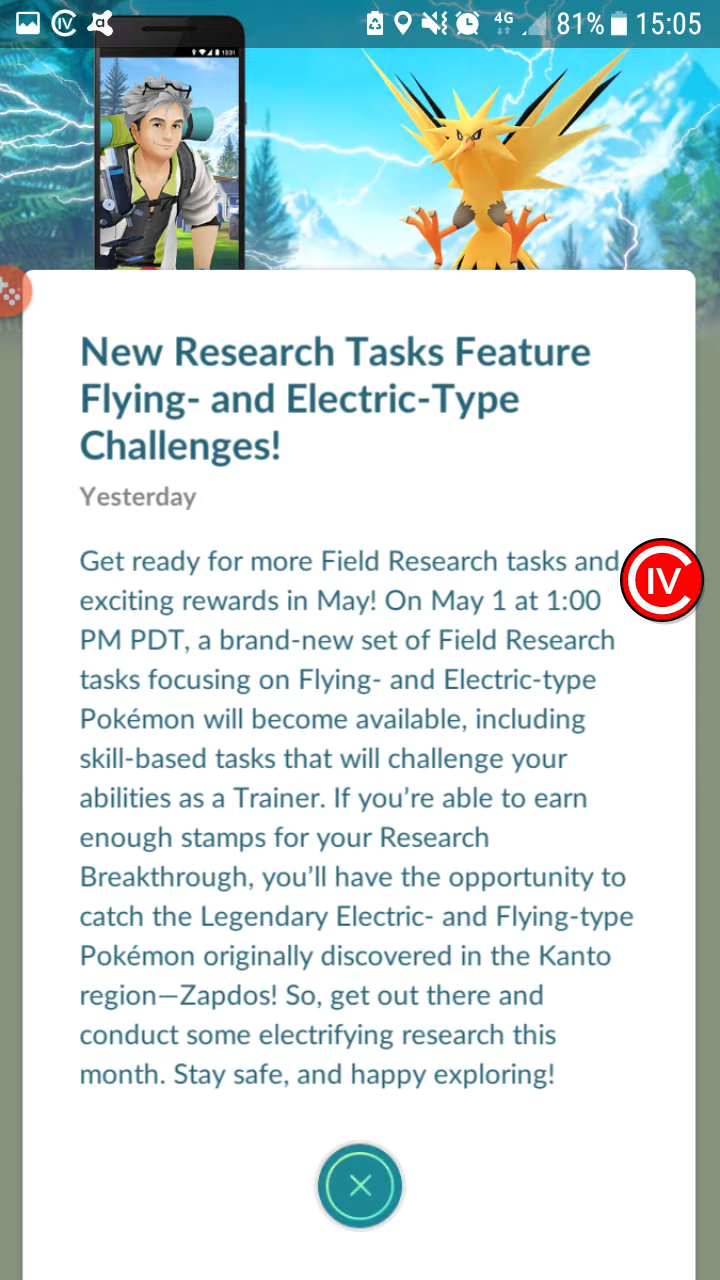 IV
a
4G
81%
15:05
13:31
New Research Tasks Feature
Flying- and Electric-Type
Challenges!
Yesterday
Get ready for more Field Research tasks and
exciting rewards in May! On May 1 at 1:00
PM PDT, a brand-new set of Field Research
tasks focusing on Flying- and Electric-type
Pokémon will become available, including
skill-based tasks that will challenge your
abilities as a Trainer. If you’re able to earn
enough stamps for your Research
Breakthrough, you’ll have the opportunity to
catch the Legendary Electric- and Flying-type
Pokémon originally discovered in the Kanto
region—Zapdos! So, get out there and
conduct some electrifying research this
month. Stay safe, and happy exploring!
IV